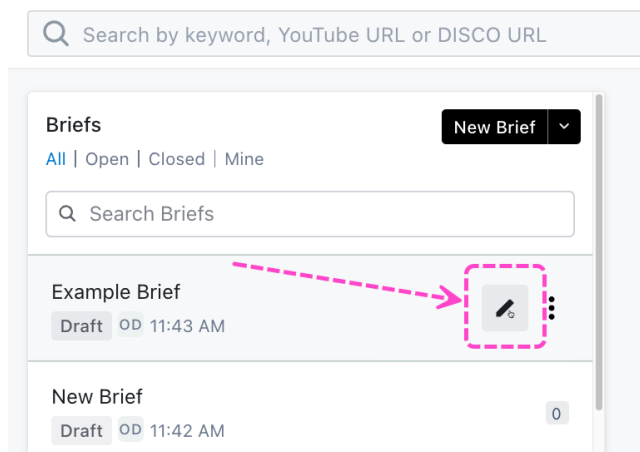 Search by keyword, YouTube URL or DISCO URL
Briefs
New Brief
All | Open | Closed | Mine
Search Briefs
Example Brief
Draft OD 11:43 AM
New Brief
0
Draft OD 11:42 AM